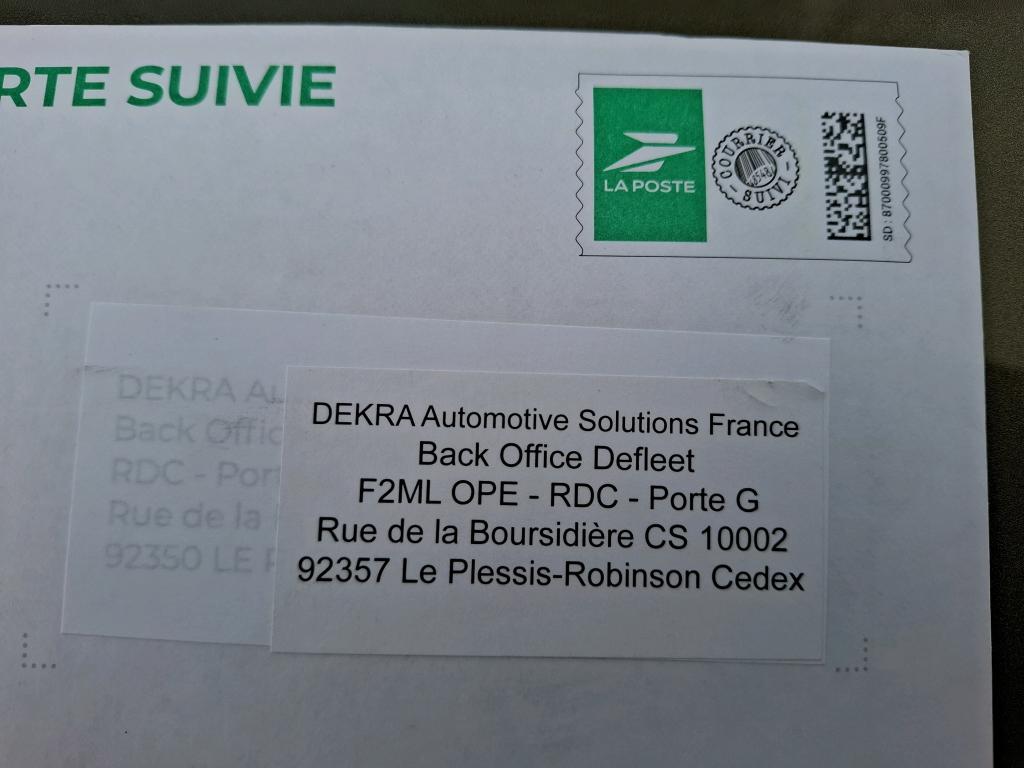 RTE SUIVIE
LA POSTE
COURRIER
SUIVI
SD : 87000997800509F
DEKRA Au
Back Offic
RDC - Por
Rue de la
92350 LE P
DEKRA Automotive Solutions France
Back Office Defleet
F2ML OPE - RDC - Porte G
Rue de la Boursidière CS 10002
92357 Le Plessis-Robinson Cedex